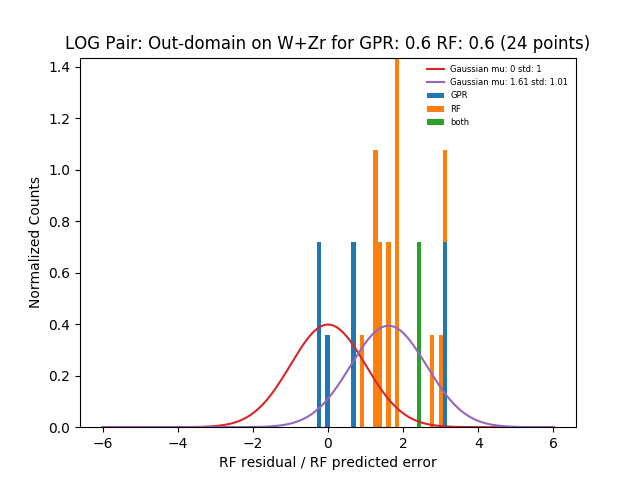 LOG Pair: Out-domain on W+Zr for GPR: 0.6 RF: 0.6 (24 points)
Normalized Counts
1.4
1.2
1.0
0.8
0.6
0.4
0.2
0.0
Gaussian mu: 0 std: 1
Gaussian mu: 1.61 std: 1.01
GPR
RF
both
−6 −4 −2 0 2 4 6
RF residual / RF predicted error